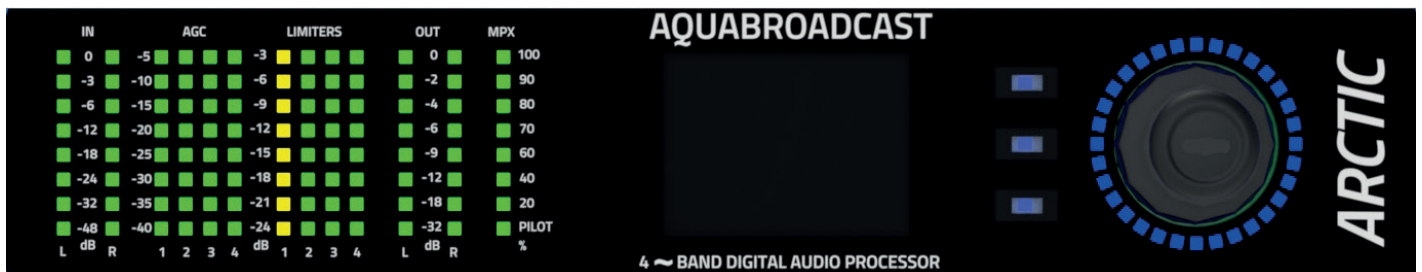 IN AGC LIMITERS OUT MPX
AQUABROADCAST
0 -5 -3 0 100
-3 -10 -6 -2 90
-6 -15 -9 -4 80
-12 -20 -12 -6 70
-18 -25 -15 -9 60
-24 -30 -18 -12 40
-32 -35 -21 -18 20
-48 -40 -24 -32 PILOT
L dB R 1 2 3 4 dB 1 2 3 4 L dB R %
4 ~ BAND DIGITAL AUDIO PROCESSOR
ARCTIC